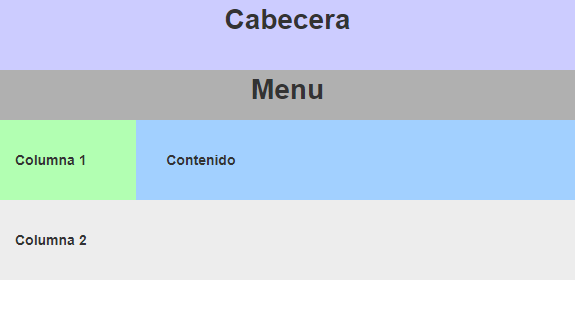 Cabecera
Menu
Columna 1
Contenido
Columna 2